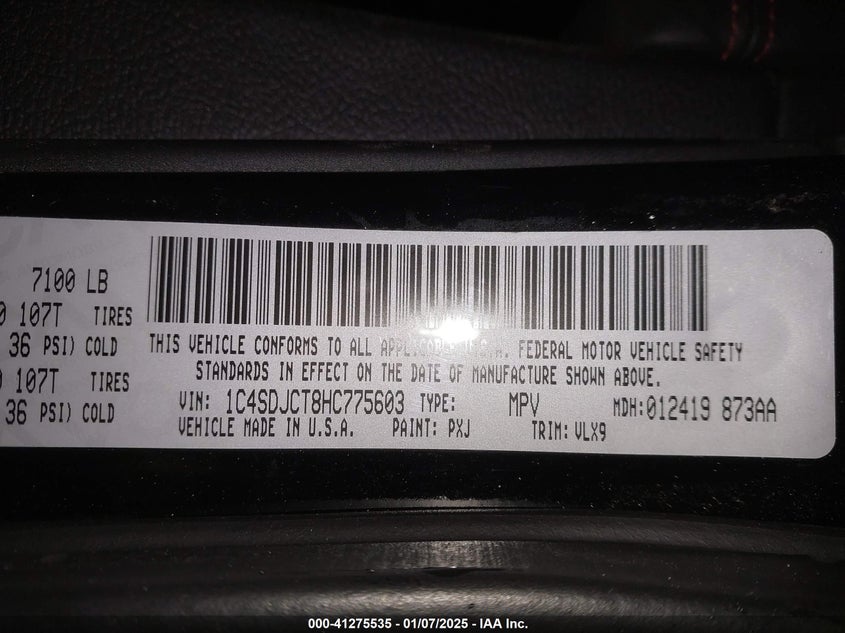 7100 LB
107T TIRES
36 PSI) COLD
107T TIRES
36 PSI) COLD
THIS VEHICLE CONFORMS TO ALL U.S.A. FEDERAL MOTOR VEHICLE SAFETY
STANDARDS IN EFFECT ON THE DATE OF MANUFACTURE SHOWN ABOVE.
VIN: 1C4SDJCT8HC775603 TYPE: MPV MDH:012419 873AA
VEHICLE MADE IN U.S.A. PAINT: PXJ TRIM: VLX9
000-41275535 - 01/07/2025 - IAA Inc.